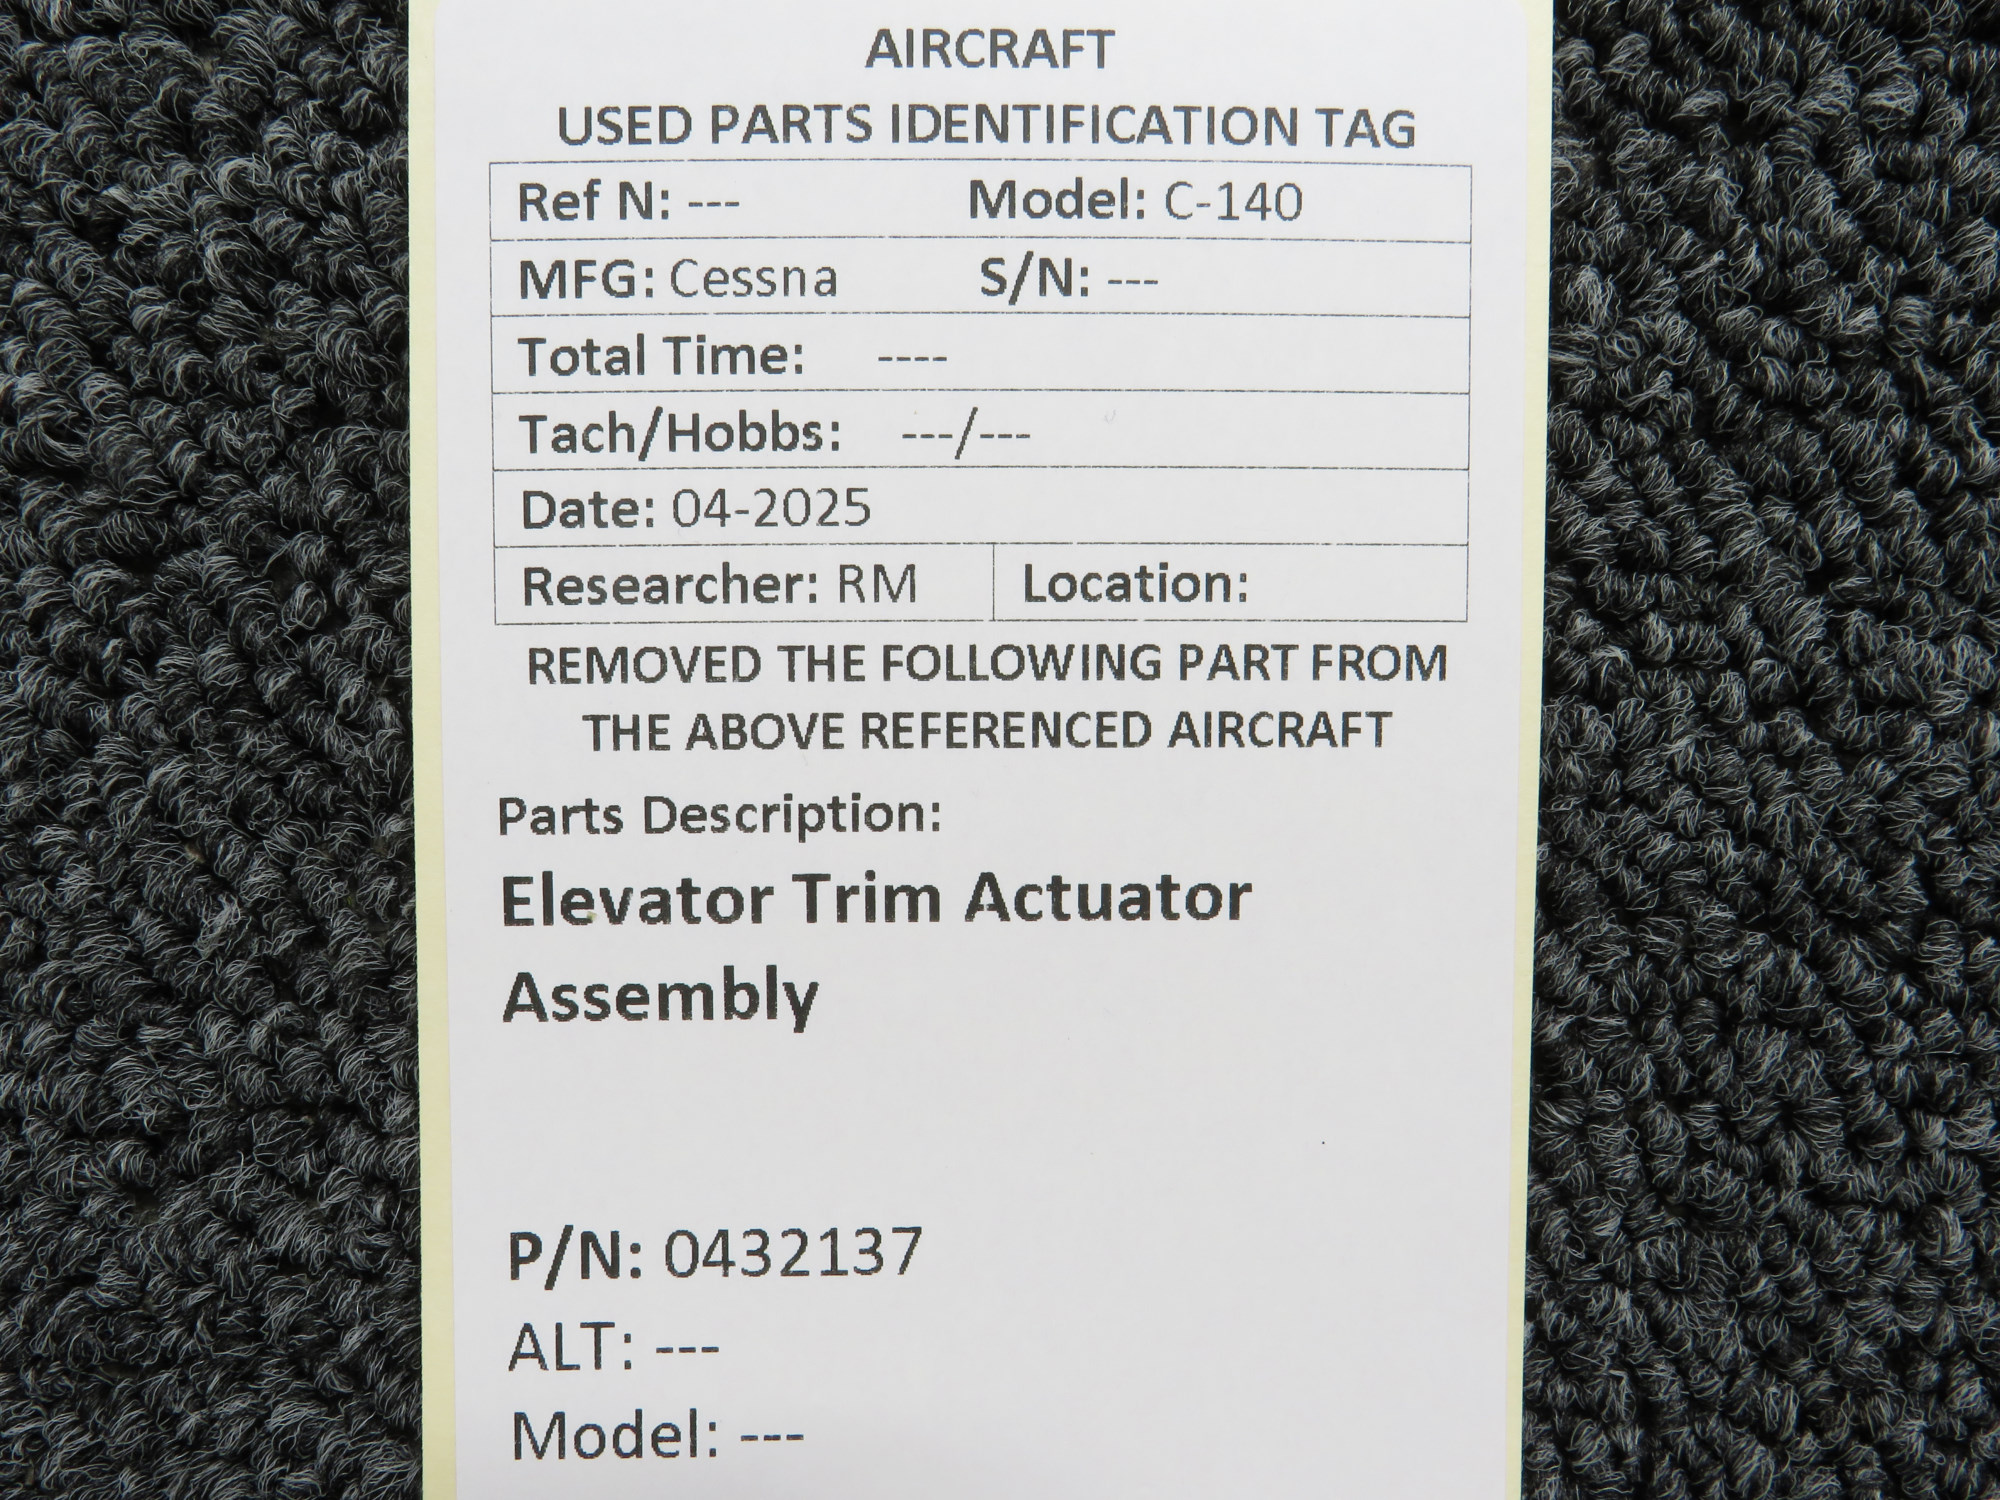 AIRCRAFT
USED PARTS IDENTIFICATION TAG
Ref N: --- Model: C-140
MFG: Cessna S/N: ---
Total Time: ----
Tach/Hobbs: ---/---
Date: 04-2025
Researcher: RM Location:
REMOVED THE FOLLOWING PART FROM
THE ABOVE REFERENCED AIRCRAFT
Parts Description:
Elevator Trim Actuator
Assembly
P/N: 0432137
ALT: ---
Model: ---